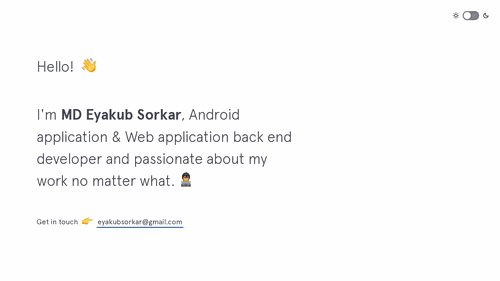 Hello! 👋
I'm MD Eyakub Sorkar, Android
application & Web application back end
developer and passionate about my
work no matter what. 👨🏾‍💻
Get in touch 👉 eyakubsorkar@gmail.com